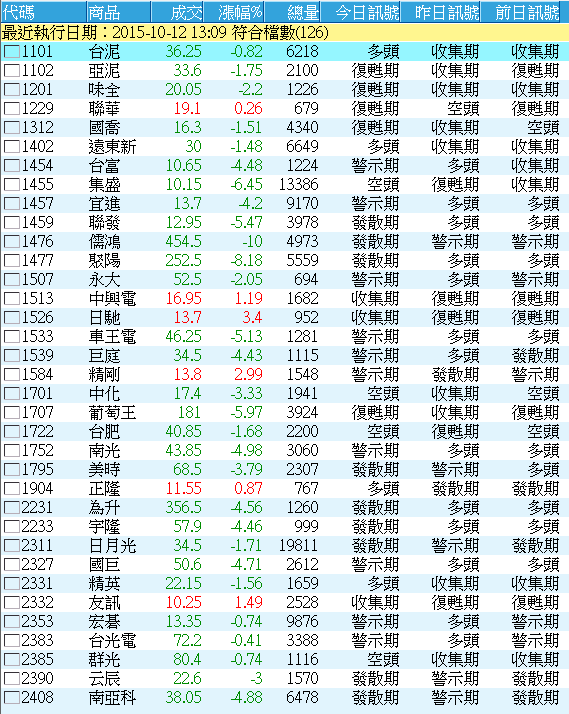 代碼 商品 成交 漲幅% 總量 今日訊號 昨日訊號 前日訊號
最近執行日期：2015-10-12 13:09 符合檔數(126)
1101 台泥 36.25 -0.82 6218 多頭 收集期 收集期
1102 亞泥 33.6 -1.75 2100 復甦期 收集期 復甦期
1201 味全 20.05 -2.2 1226 復甦期 收集期 收集期
1229 聯華 19.1 0.26 679 復甦期 空頭 復甦期
1312 國喬 16.3 -1.51 4340 復甦期 收集期 空頭
1402 遠東新 30 -1.48 6649 多頭 收集期 收集期
1454 台富 10.65 -4.48 1224 警示期 多頭 收集期
1455 集盛 10.15 -6.45 13386 空頭 復甦期 收集期
1457 宜進 13.7 -4.2 9170 警示期 多頭 多頭
1459 聯發 12.95 -5.47 3978 發散期 多頭 多頭
1476 儒鴻 454.5 -10 4973 發散期 警示期 警示期
1477 聚陽 252.5 -8.18 5559 發散期 多頭 多頭
1507 永大 52.5 -2.05 694 警示期 多頭 警示期
1513 中興電 16.95 1.19 1682 收集期 復甦期 復甦期
1526 日馳 13.7 3.4 952 收集期 復甦期 復甦期
1533 車王電 46.25 -5.13 1281 警示期 多頭 多頭
1539 巨庭 34.5 -4.43 1115 警示期 多頭 發散期
1584 精剛 13.8 2.99 1548 警示期 發散期 警示期
1701 中化 17.4 -3.33 1941 空頭 收集期 空頭
1707 葡萄王 181 -5.97 3924 復甦期 收集期 復甦期
1722 台肥 40.85 -1.68 2200 空頭 復甦期 空頭
1752 南光 43.85 -4.98 3060 警示期 多頭 多頭
1795 美時 68.5 -3.79 2307 發散期 警示期 多頭
1904 正隆 11.55 0.87 767 多頭 發散期 發散期
2231 為升 356.5 -4.56 1260 發散期 多頭 多頭
2233 宇隆 57.9 -4.46 999 發散期 多頭 多頭
2311 日月光 34.5 -1.71 19811 發散期 警示期 發散期
2327 國巨 50.6 -4.71 2612 警示期 多頭 多頭
2331 精英 22.15 -1.56 1659 多頭 收集期 收集期
2332 友訊 10.25 1.49 2528 收集期 復甦期 復甦期
2353 宏碁 13.35 -0.74 9876 警示期 多頭 警示期
2383 台光電 72.2 -0.41 3388 警示期 多頭 發散期
2385 群光 80.4 -0.74 1116 空頭 收集期 收集期
2390 云辰 22.6 -3 1570 發散期 警示期 發散期
2408 南亞科 38.05 -4.88 6478 發散期 警示期 警示期